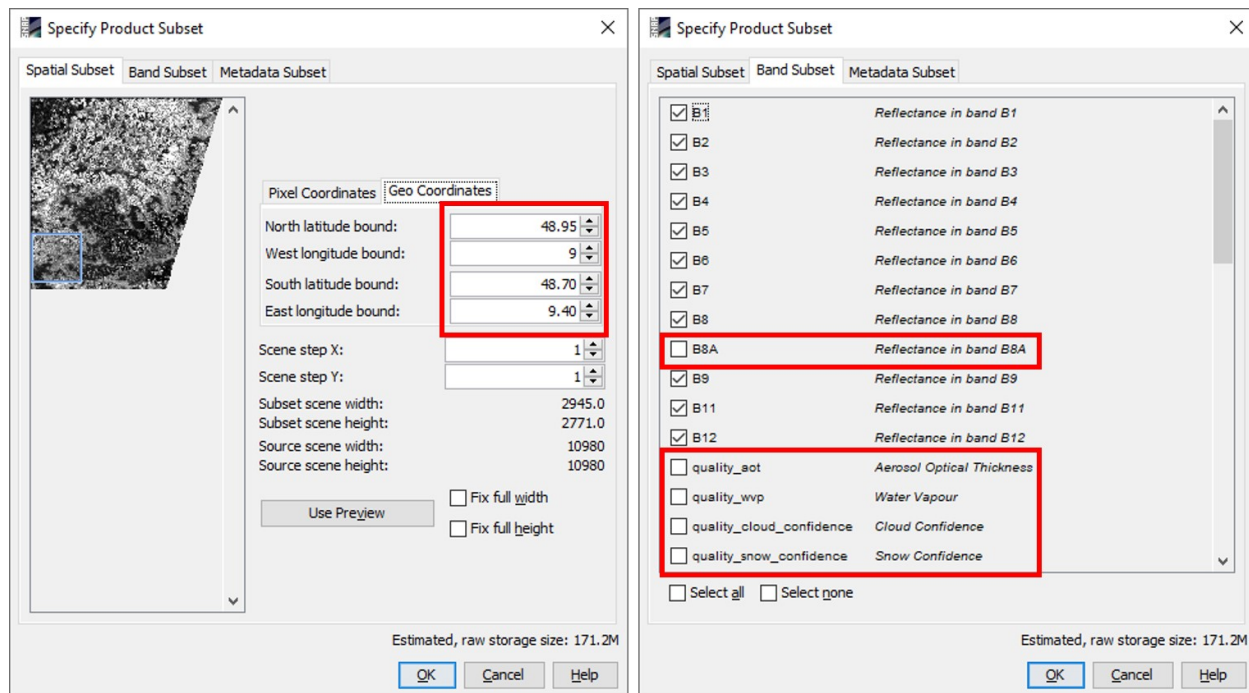 Specify Product Subset
Spatial Subset Band Subset Metadata Subset
Pixel Coordinates Geo Coordinates
North latitude bound: 48.95
West longitude bound: 9
South latitude bound: 48.70
East longitude bound: 9.40
Scene step X: 1
Scene step Y: 1
Subset scene width: 2945.0
Subset scene height: 2771.0
Source scene width: 10980
Source scene height: 10980
Use Preview
Fix full width
Fix full height
Estimated, raw storage size: 171.2M
OK Cancel Help
Specify Product Subset
Spatial Subset Band Subset Metadata Subset
B1 Reflectance in band B1
B2 Reflectance in band B2
B3 Reflectance in band B3
B4 Reflectance in band B4
B5 Reflectance in band B5
B6 Reflectance in band B6
B7 Reflectance in band B7
B8 Reflectance in band B8
B8A Reflectance in band B8A
B9 Reflectance in band B9
B11 Reflectance in band B11
B12 Reflectance in band B12
quality_aot Aerosol Optical Thickness
quality_wvp Water Vapour
quality_cloud_confidence Cloud Confidence
quality_snow_confidence Snow Confidence
Select all Select none
Estimated, raw storage size: 171.2M
OK Cancel Help